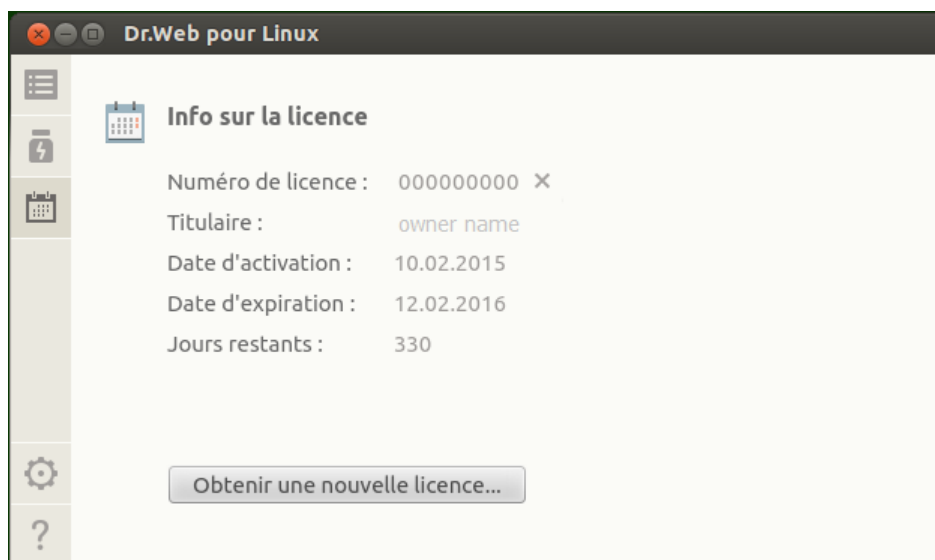 Dr.Web pour Linux
Info sur la licence
Numéro de licence : 000000000
Titulaire : owner name
Date d'activation : 10.02.2015
Date d'expiration : 12.02.2016
Jours restants : 330
Obtenir une nouvelle licence...
?